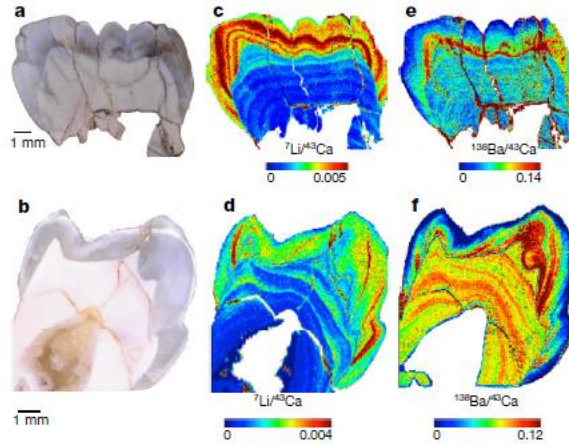 a
c
e
1 mm
⁷Li/⁴³Ca
¹³⁸Ba/⁴³Ca
0 0.005
0 0.14
b
d
f
1 mm
⁷Li/⁴³Ca
¹³⁸Ba/⁴³Ca
0 0.004
0 0.12